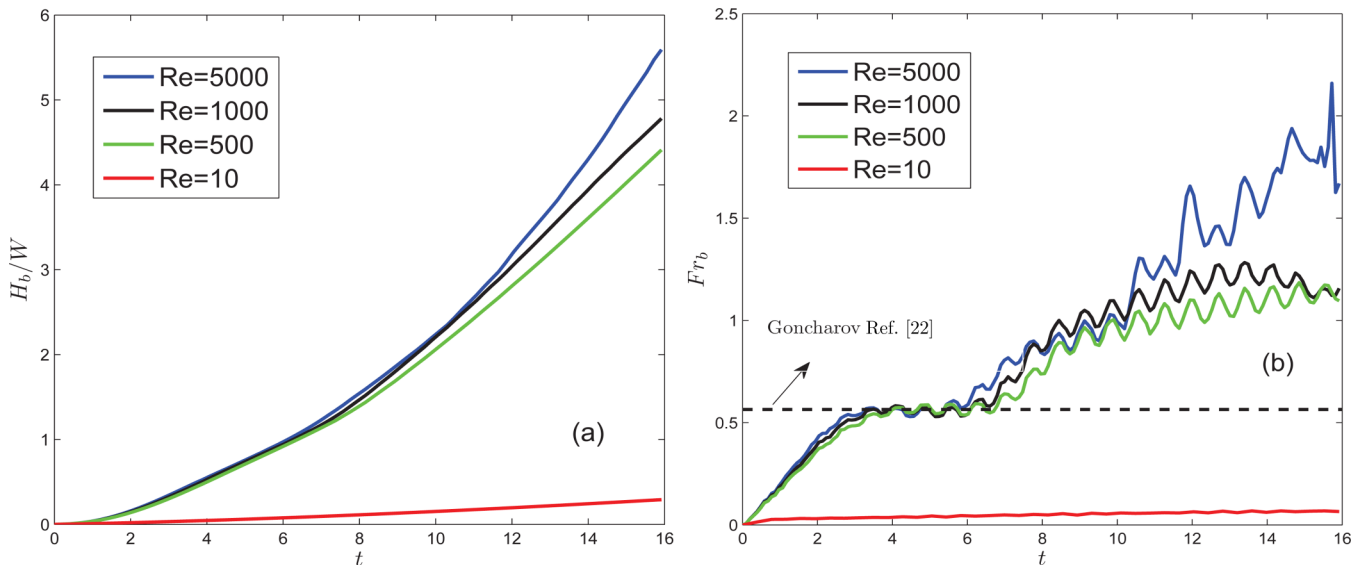 6
5
4
3
2
1
0
0
2
4
6
8
10
12
14
16
H_b/W
t
Re=5000
Re=1000
Re=500
Re=10
(a)
2.5
2
1.5
1
0.5
0
0
2
4
6
8
10
12
14
16
Fr_b
t
Re=5000
Re=1000
Re=500
Re=10
Goncharov Ref. [22]
(b)